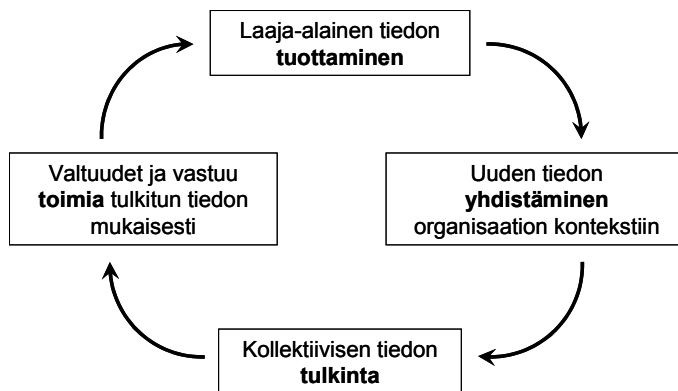 Laaja-alainen tiedon
tuottaminen
Uuden tiedon
yhdistäminen
organisaation kontekstiin
Kollektiivisen tiedon
tulkinta
Valtuudet ja vastuu
toimia tulkitun tiedon
mukaisesti